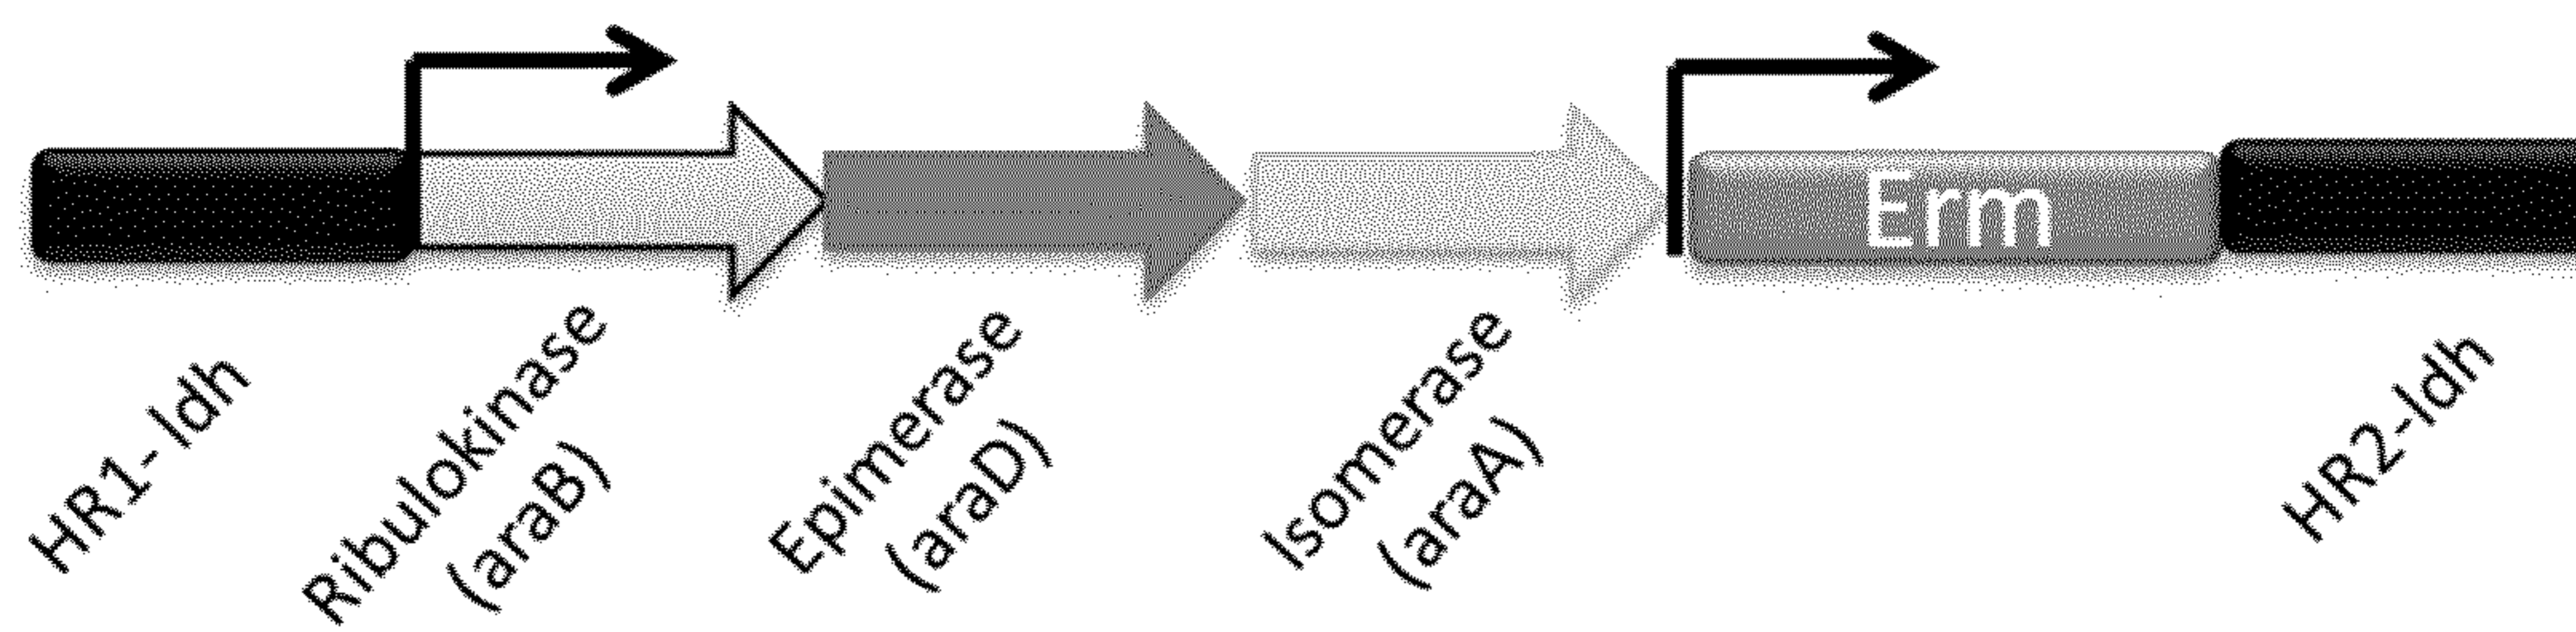 Erm
HR1- ldh
Ribulokinase
(araB)
Epimerase
(araD)
Isomerase
(araA)
HR2-ldh